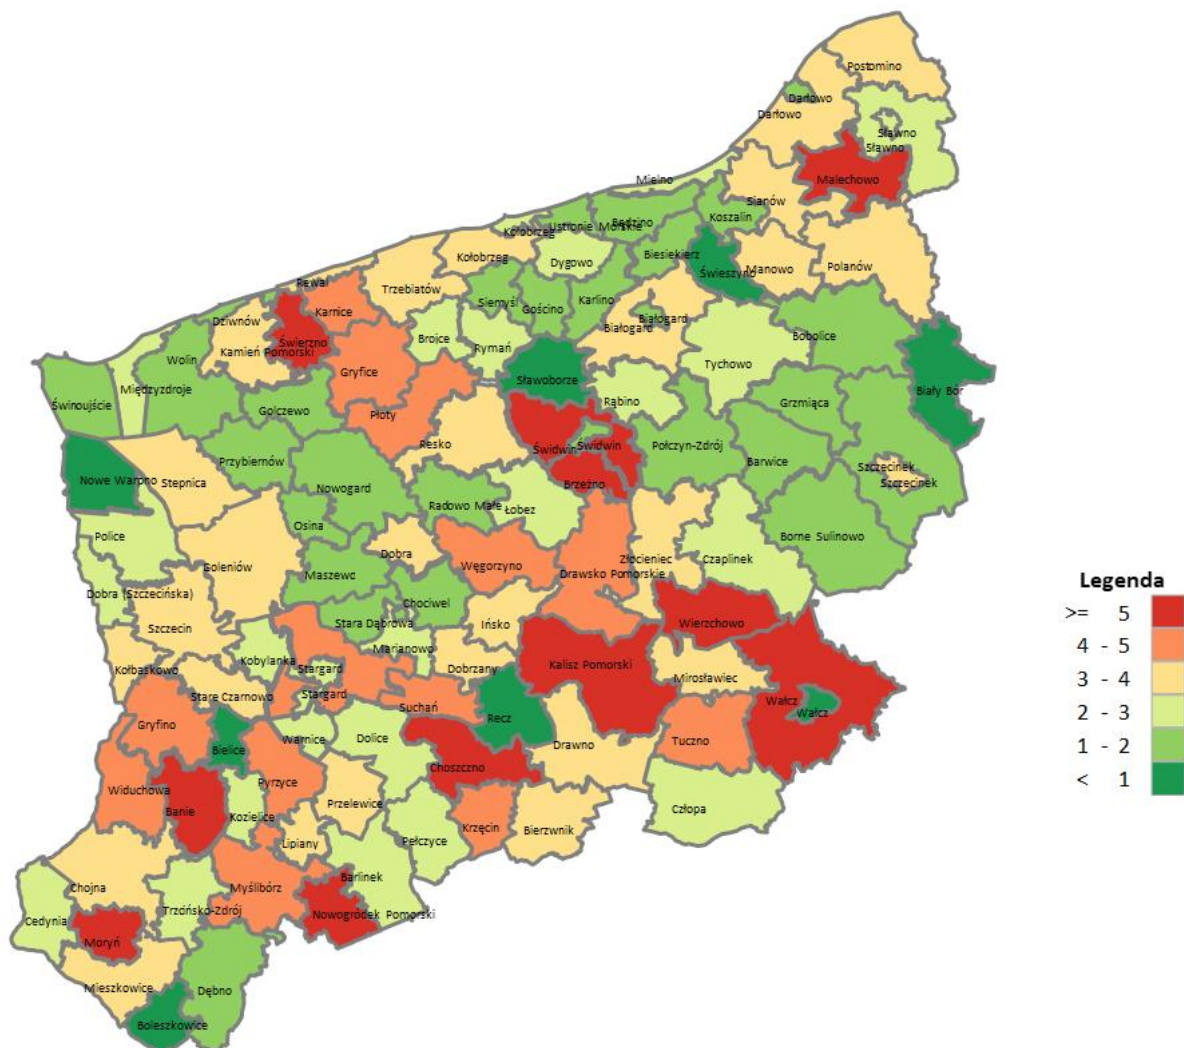 Postomino
Darłowo
Darłowo
Sławno
Sławno
Malechowo
Mielno
Sianów
Koszalin
Kołobrzeg
Ustronie Morskie
Będzino
Kołobrzeg
Dygowo
Biesiekierz
Świeszyno
Manowo
Polanów
Rewal
Trzebiatów
Karnice
Siemyśl
Gościno
Karlino
Dziwnów
Świerzno
Kamień Pomorski
Brojce
Rymań
Białogard
Białogard
Bobolice
Wolin
Gryfice
Tychowo
Międzyzdroje
Sławoborze
Biały Bór
Świnoujście
Golczewo
Płoty
Rąbino
Grzmiąca
Resko
Świdwin
Świdwin
Połczyn-Zdrój
Przybiernów
Barwice
Szczecinek
Szczecinek
Nowe Warpno
Stepnica
Nowogard
Brzeżno
Radowo Małe
Łobez
Osina
Police
Borne Sulinowo
Goleniów
Dobra
Węgorzyno
Drawsko Pomorskie
Złocieniec
Czaplinek
Maszewo
Dobra (Szczecińska)
Chociwel
Szczecin
Stara Dąbrowa
Ińsko
Wierzchowo
Marianowo
Kobylanka
Kołbaskowo
Stargard
Dobrzany
Kalisz Pomorski
Mirosławiec
Stare Czarnowo
Stargard
Suchań
Wałcz
Wałcz
Gryfino
Recz
Bielice
Warnice
Dolice
Drawno
Tuczno
Choszczno
Widuchowa
Pyrzyce
Banie
Kozielice
Przelewice
Człopa
Krzęcin
Bierzwnik
Lipiany
Pełczyce
Chojna
Myślibórz
Barlinek
Cedynia
Trzcińsko-Zdrój
Nowogródek Pomorski
Moryń
Mieszkowice
Dębno
Boleszkowice
Legenda
>= 5
4 - 5
3 - 4
2 - 3
1 - 2
< 1